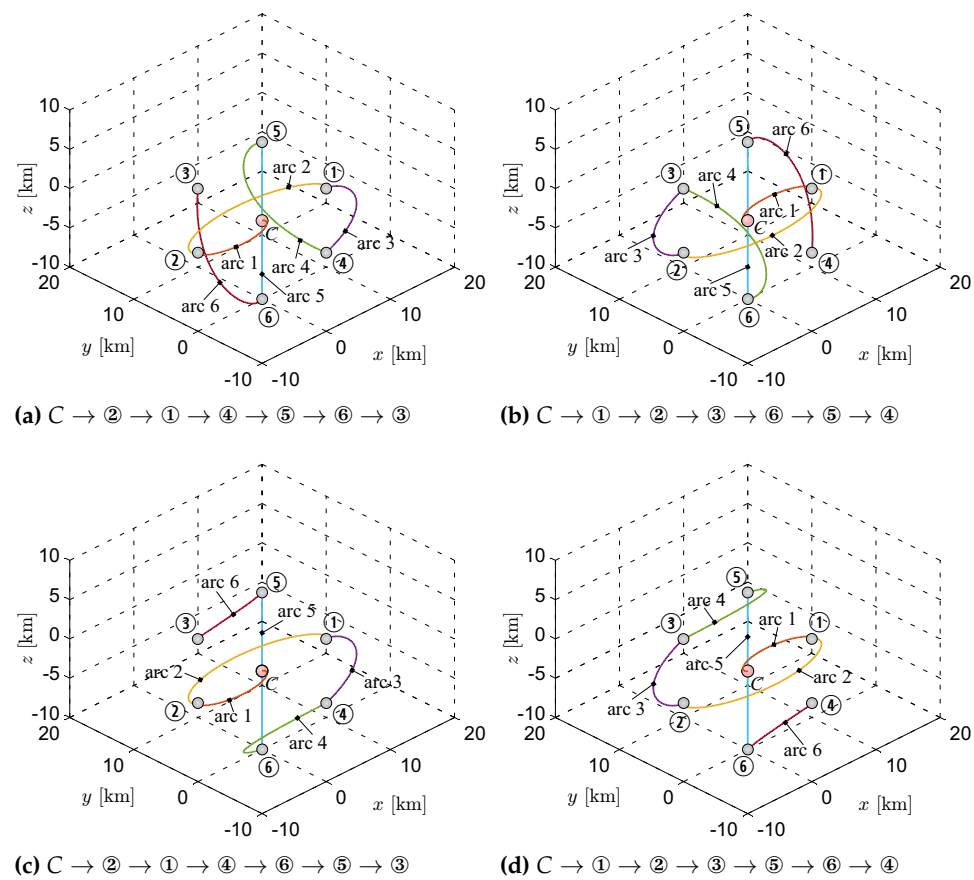 10
5
0
-5
-10
20
10
0
-10
-10
0
10
20
z [km]
y [km]
x [km]
⑤
③
①
②
④
⑥
C
arc 2
arc 3
arc 1
arc 4
arc 5
arc 6
(a) C → ② → ① → ④ → ⑤ → ⑥ → ③
10
5
0
-5
-10
20
10
0
-10
-10
0
10
20
z [km]
y [km]
x [km]
⑤
③
①
②
④
⑥
C
arc 6
arc 4
arc 1
arc 3
arc 2
arc 5
(b) C → ① → ② → ③ → ⑥ → ⑤ → ④
10
5
0
-5
-10
20
10
0
-10
-10
0
10
20
z [km]
y [km]
x [km]
⑤
③
①
②
④
⑥
C
arc 6
arc 5
arc 2
arc 3
arc 1
arc 4
(c) C → ② → ① → ④ → ⑥ → ⑤ → ③
10
5
0
-5
-10
20
10
0
-10
-10
0
10
20
z [km]
y [km]
x [km]
⑤
③
①
②
④
⑥
C
arc 4
arc 1
arc 5
arc 2
arc 3
arc 6
(d) C → ① → ② → ③ → ⑤ → ⑥ → ④